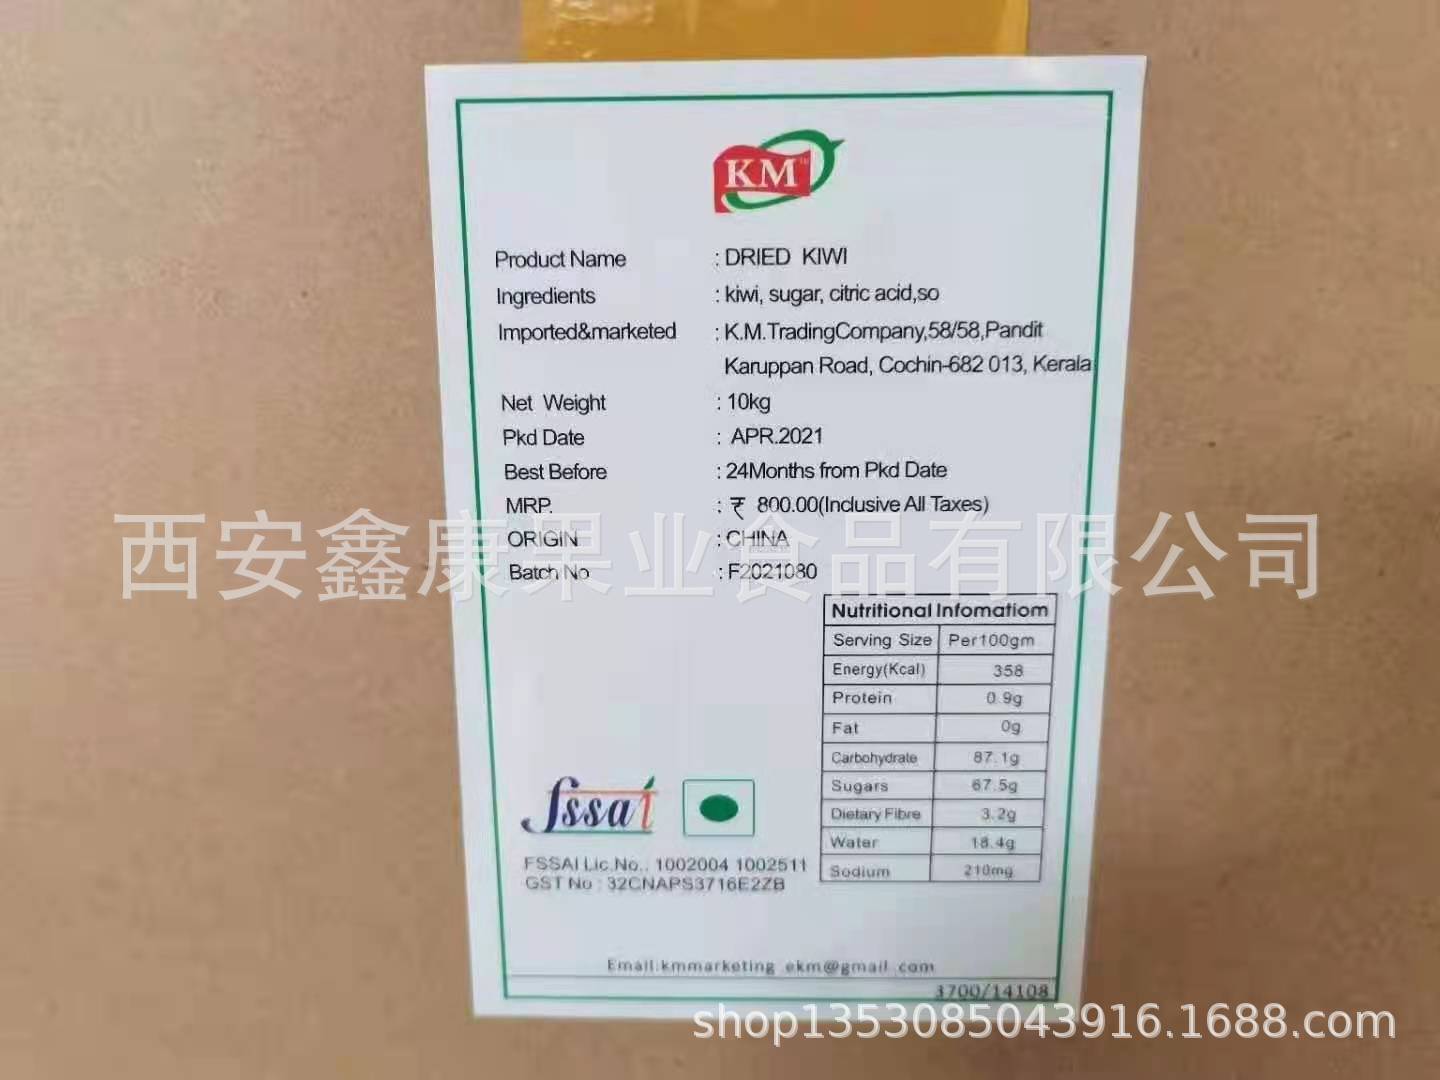 KM
Product Name : DRIED KIWI
Ingredients : kiwi, sugar, citric acid,so
Imported&marketed : K.M.TradingCompany,58/58,Pandit
Karuppan Road, Cochin-682 013, Kerala
Net Weight : 10kg
Pkd Date : APR.2021
Best Before : 24Months from Pkd Date
MRP. : ₹ 800.00(Inclusive All Taxes)
ORIGIN : CHINA
西安鑫康果业食品有限公司
Batch No : F2021080
Nutritional Infomatiom
Serving Size Per100gm
Energy(Kcal) 358
Protein 0.9g
Fat 0g
Carbohydrate 87.1g
Sugars 67.5g
Dietary Fibre 3.2g
Water 18.4g
Sodium 210mg
fssai
FSSAI Lic.No.. 1002004 1002511
GST No : 32CNAPS3716E2ZB
Email:kmmarketing ekm@gmail.com
3700/14108
shop1353085043916.1688.com